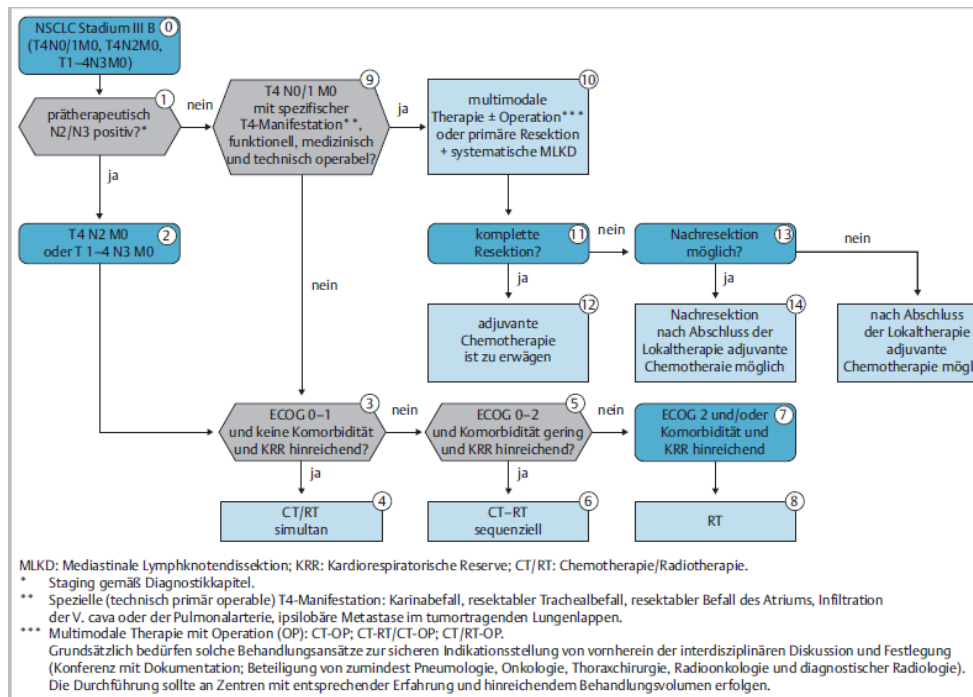 NSCLC Stadium III B
(T4N0/1M0, T4N2M0,
T1–4N3M0)
0
prätherapeutisch
N2/N3 positiv?*
1
nein
T4 N0/1 M0
mit spezifischer
T4-Manifestation**,
funktionell, medizinisch
und technisch operabel?
9
ja
multimodale
Therapie ± Operation***
oder primäre Resektion
+ systematische MLKD
10
ja
T4 N2 M0
oder T 1–4 N3 M0
2
nein
komplette
Resektion?
11
nein
Nachresektion
möglich?
13
nein
ja
ja
adjuvante
Chemotherapie
ist zu erwägen
12
Nachresektion
nach Abschluss der
Lokaltherapie adjuvante
Chemotheraie möglich
14
nach Abschluss
der Lokaltherapie
adjuvante
Chemotherapie mögl
ECOG 0–1
und keine Komorbidität
und KRR hinreichend?
3
nein
ECOG 0–2
und Komorbidität gering
und KRR hinreichend?
5
nein
ECOG 2 und/oder
Komorbidität und
KRR hinreichend
7
ja
ja
CT/RT
simultan
4
CT–RT
sequenziell
6
RT
8
MLKD: Mediastinale Lymphknotendissektion; KRR: Kardiorespiratorische Reserve; CT/RT: Chemotherapie/Radiotherapie.
* Staging gemäß Diagnostikkapitel.
** Spezielle (technisch primär operable) T4-Manifestation: Karinabefall, resektabler Trachealbefall, resektabler Befall des Atriums, Infiltration
der V. cava oder der Pulmonalarterie, ipsilobäre Metastase im tumortragenden Lungenlappen.
*** Multimodale Therapie mit Operation (OP): CT-OP; CT-RT/CT-OP; CT/RT-OP.
Grundsätzlich bedürfen solche Behandlungsansätze zur sicheren Indikationsstellung von vornherein der interdisziplinären Diskussion und Festlegung
(Konferenz mit Dokumentation; Beteiligung von zumindest Pneumologie, Onkologie, Thoraxchirurgie, Radioonkologie und diagnostischer Radiologie).
Die Durchführung sollte an Zentren mit entsprechender Erfahrung und hinreichendem Behandlungsvolumen erfolgen.